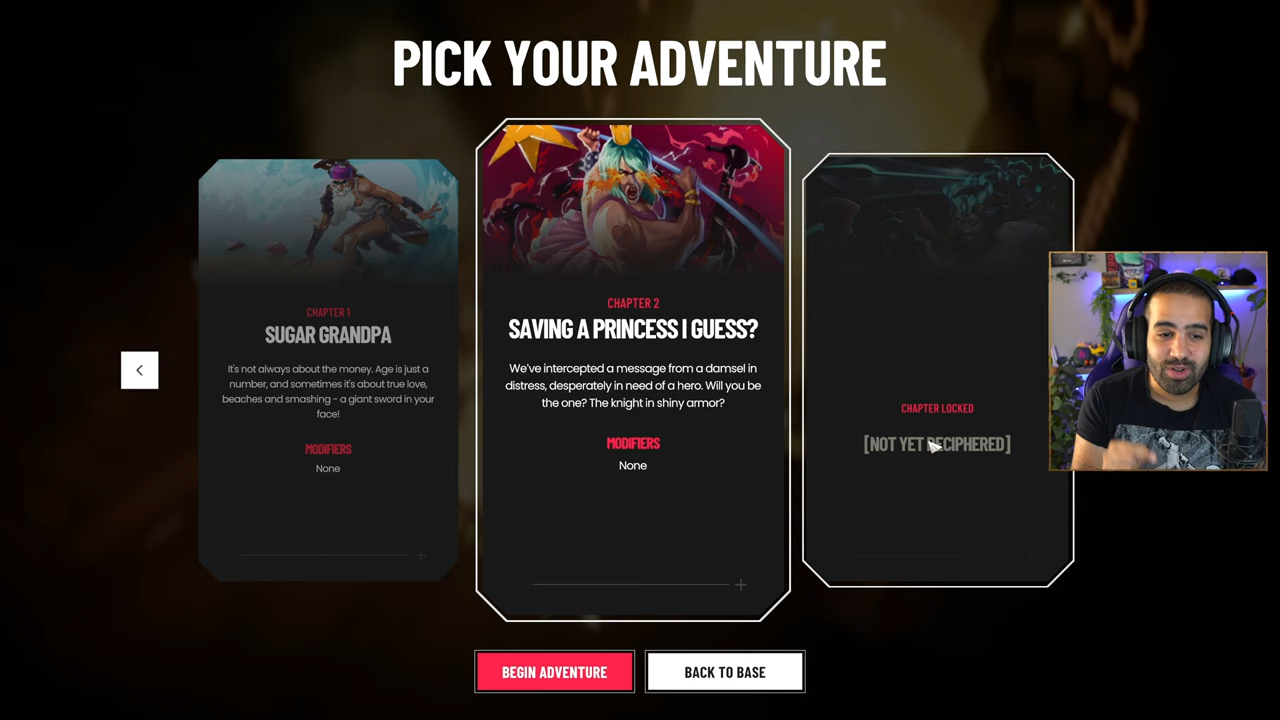 PICK YOUR ADVENTURE
CHAPTER 1
SUGAR GRANDPA
It's not always about the money. Age is just a
number, and sometimes it's about true love,
beaches and smashing - a giant sword in your
face!
MODIFIERS
None
CHAPTER 2
SAVING A PRINCESS I GUESS?
We've intercepted a message from a damsel in
distress, desperately in need of a hero. Will you be
the one? The knight in shiny armor?
MODIFIERS
None
CHAPTER LOCKED
[NOT YET DECIPHERED]
BEGIN ADVENTURE
BACK TO BASE